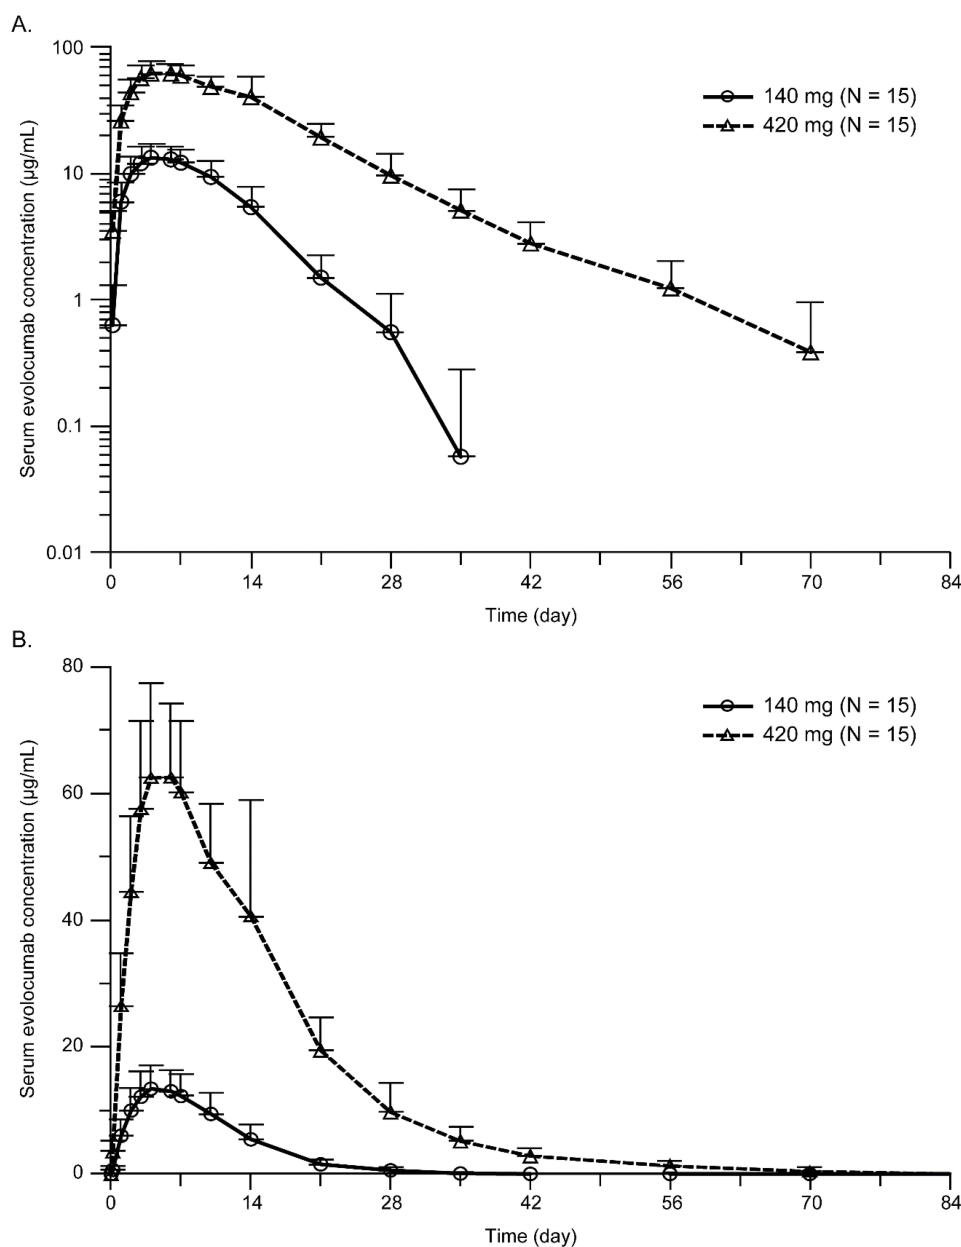 A.
Serum evolocumab concentration (µg/mL)
100
10
1
0.1
0.01
140 mg (N = 15)
420 mg (N = 15)
0 14 28 42 56 70 84
Time (day)
B.
Serum evolocumab concentration (µg/mL)
80
60
40
20
0
140 mg (N = 15)
420 mg (N = 15)
0 14 28 42 56 70 84
Time (day)